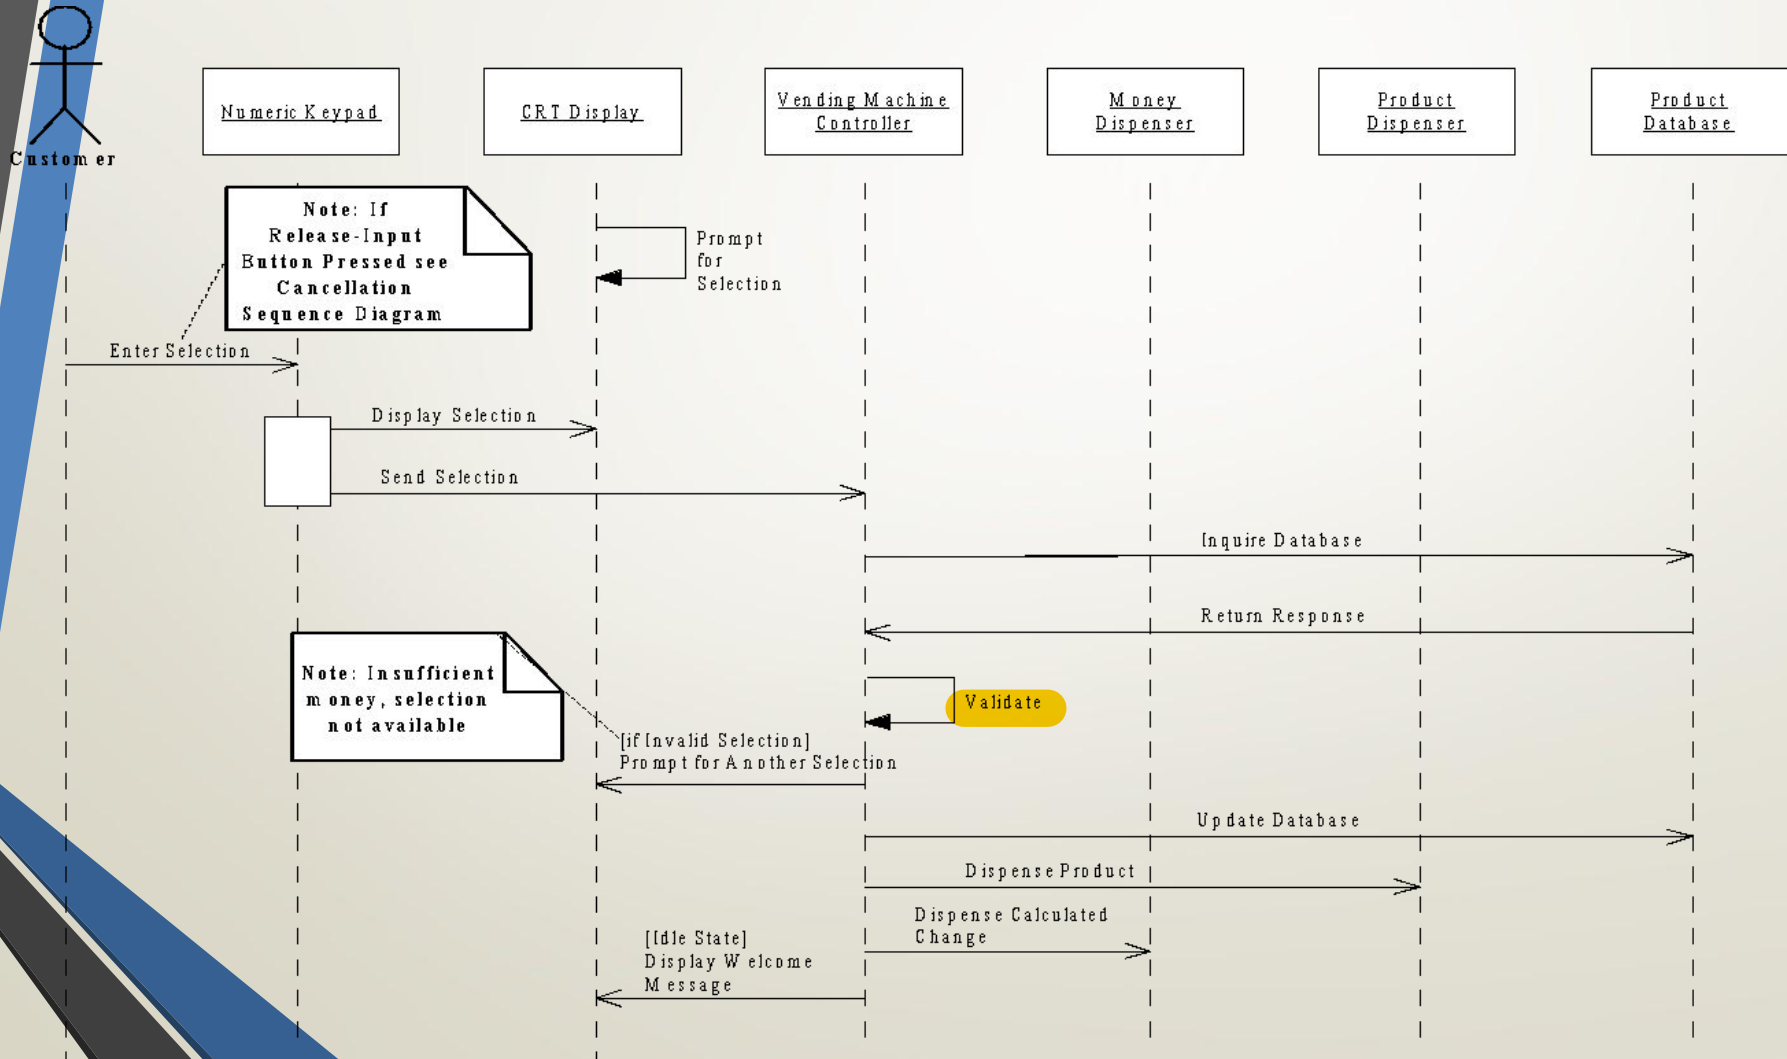 Customer
Numeric Keypad
CRT Display
Vending Machine
Controller
Money
Dispenser
Product
Dispenser
Product
Database
Note: If
Release-Input
Button Pressed see
Cancellation
Sequence Diagram
Prompt
for
Selection
Enter Selection
Display Selection
Send Selection
Inquire Database
Return Response
Note: Insufficient
money, selection
not available
Validate
[if Invalid Selection]
Prompt for Another Selection
Update Database
Dispense Product
Dispense Calculated
Change
[Idle State]
Display Welcome
Message